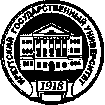 ИРКУТСКИЙ ГОСУДАРСТВЕННЫЙ УНИВЕРСИТЕТ
1918